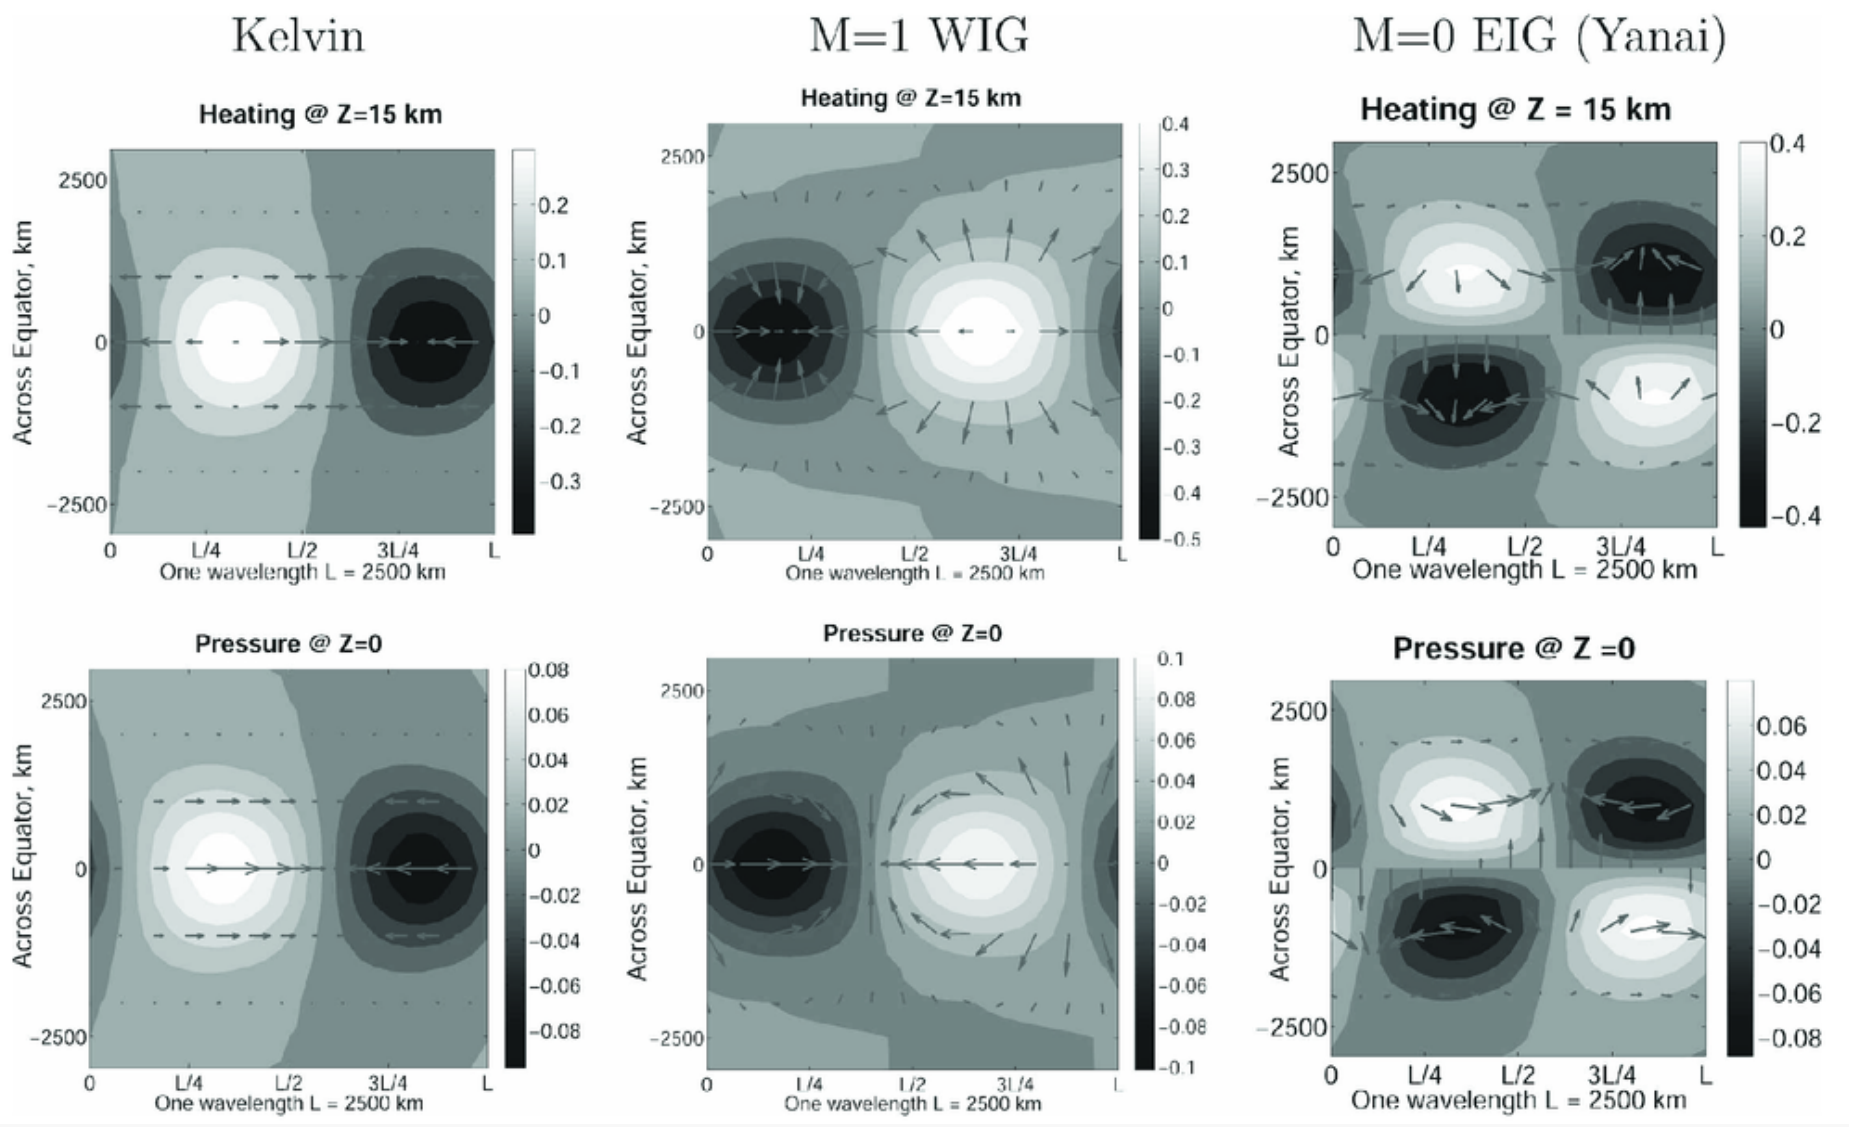 Kelvin
M=1 WIG
M=0 EIG (Yanai)
Heating @ Z=15 km
Across Equator, km
2500
0
−2500
0 L/4 L/2 3L/4 L
One wavelength L = 2500 km
0.2
0.1
0
−0.1
−0.2
−0.3
Heating @ Z=15 km
Across Equator, km
2500
0
−2500
0 L/4 L/2 3L/4 L
One wavelength L = 2500 km
0.4
0.3
0.2
0.1
0
−0.1
−0.2
−0.3
0.4
−0.5
Heating @ Z = 15 km
Across Equator, km
2500
0
−2500
0 L/4 L/2 3L/4 L
One wavelength L = 2500 km
0.4
0.2
0
−0.2
−0.4
Pressure @ Z=0
Across Equator, km
2500
0
−2500
0 L/4 L/2 3L/4 L
One wavelength L = 2500 km
0.08
0.06
0.04
0.02
0
−0.02
−0.04
−0.06
−0.08
Pressure @ Z=0
Across Equator, km
2500
0
−2500
0 L/4 L/2 3L/4 L
One wavelength L = 2500 km
0.1
0.08
0.06
0.04
0.02
0
−0.02
−0.04
−0.06
−0.08
−0.1
Pressure @ Z =0
Across Equator, km
2500
0
−2500
0 L/4 L/2 3L/4 L
One wavelength L = 2500 km
0.06
0.04
0.02
0
−0.02
−0.04
−0.06
−0.08